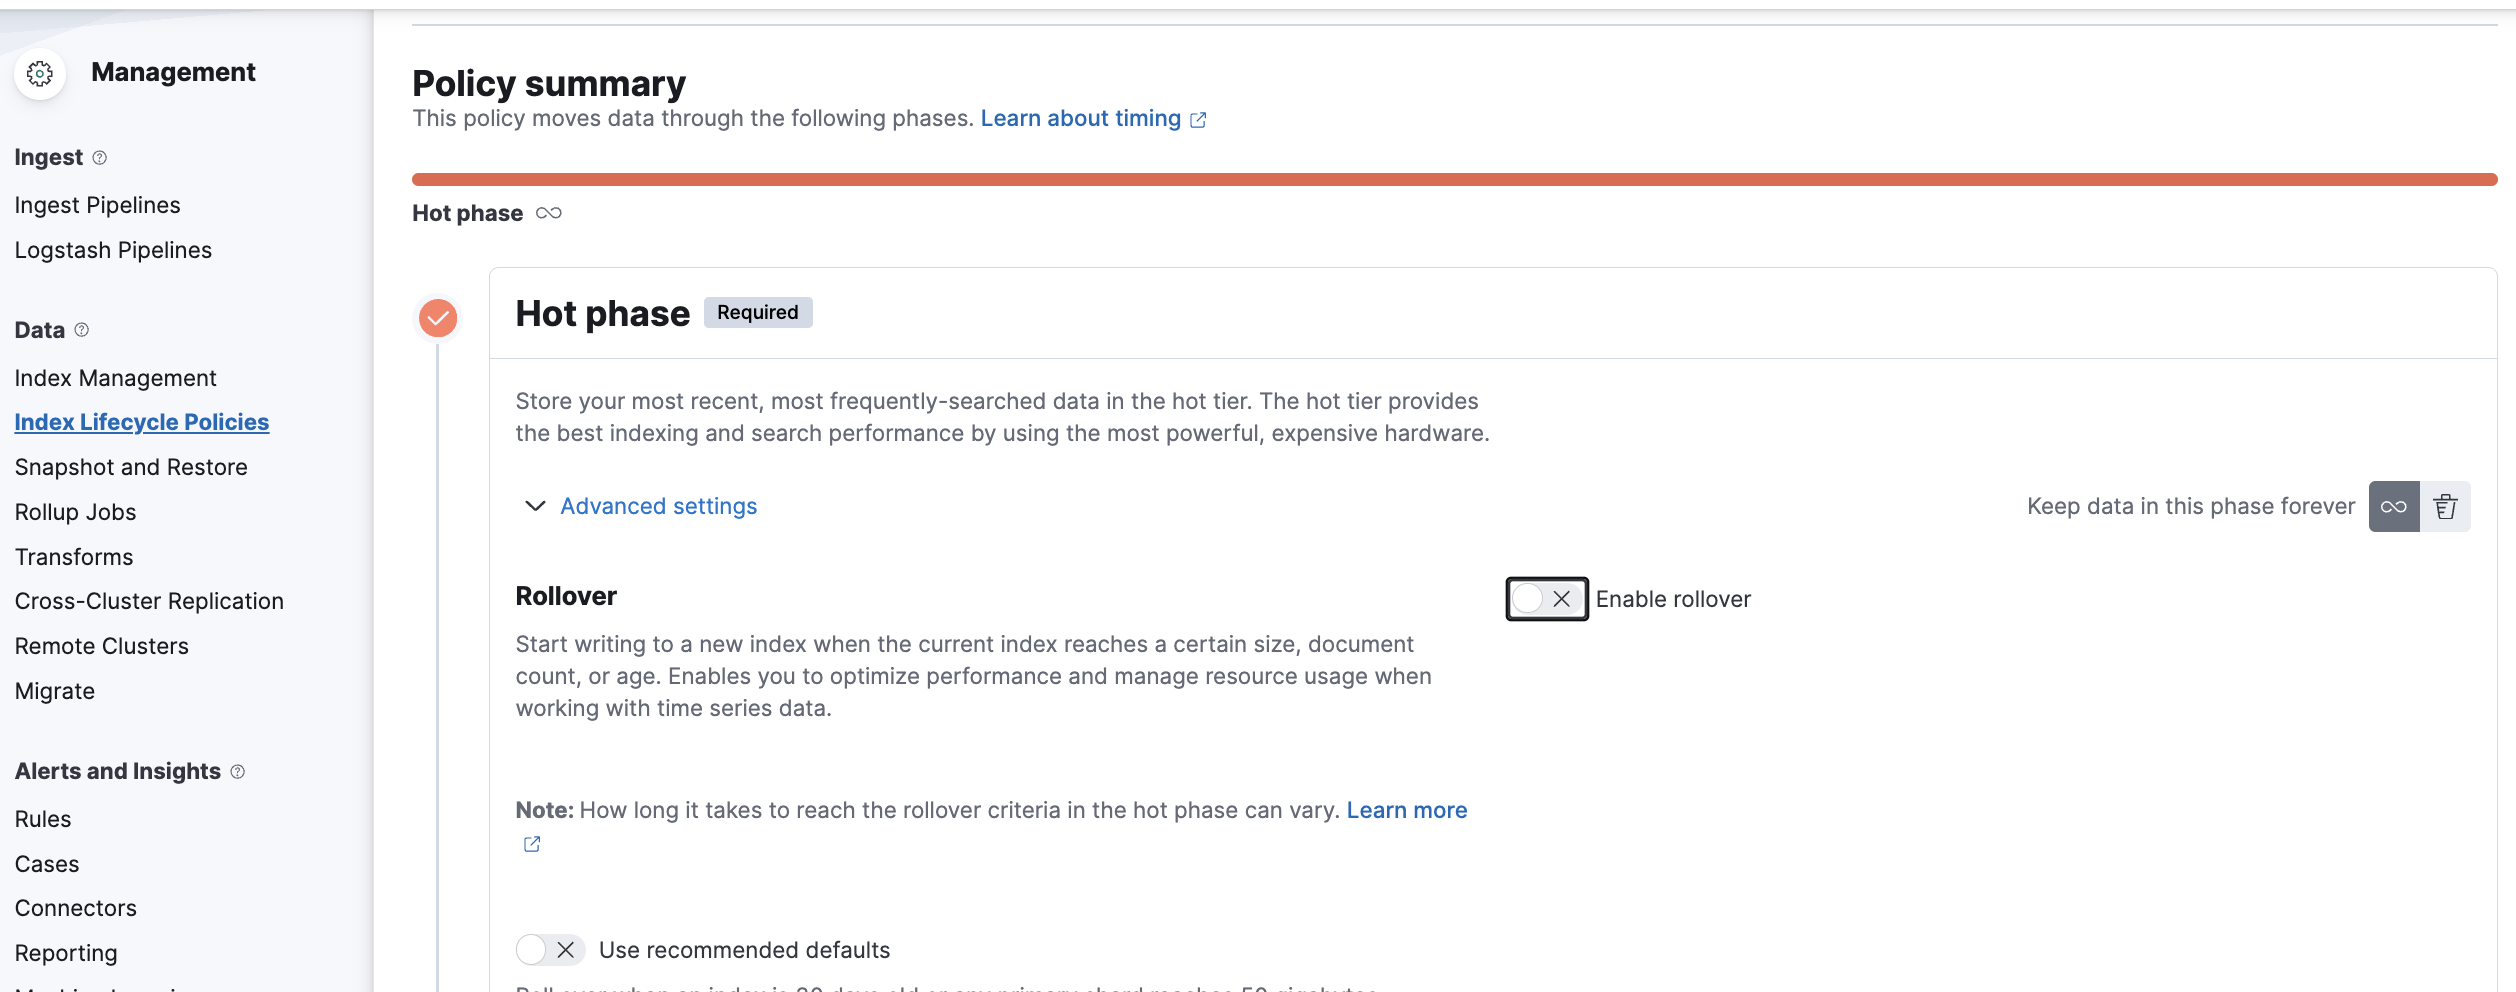 Management
Ingest
Ingest Pipelines
Logstash Pipelines
Data
Index Management
Index Lifecycle Policies
Snapshot and Restore
Rollup Jobs
Transforms
Cross-Cluster Replication
Remote Clusters
Migrate
Alerts and Insights
Rules
Cases
Connectors
Reporting
Policy summary
This policy moves data through the following phases. Learn about timing
Hot phase
Hot phase Required
Store your most recent, most frequently-searched data in the hot tier. The hot tier provides
the best indexing and search performance by using the most powerful, expensive hardware.
Advanced settings
Keep data in this phase forever
Rollover
Enable rollover
Start writing to a new index when the current index reaches a certain size, document
count, or age. Enables you to optimize performance and manage resource usage when
working with time series data.
Note: How long it takes to reach the rollover criteria in the hot phase can vary. Learn more
Use recommended defaults